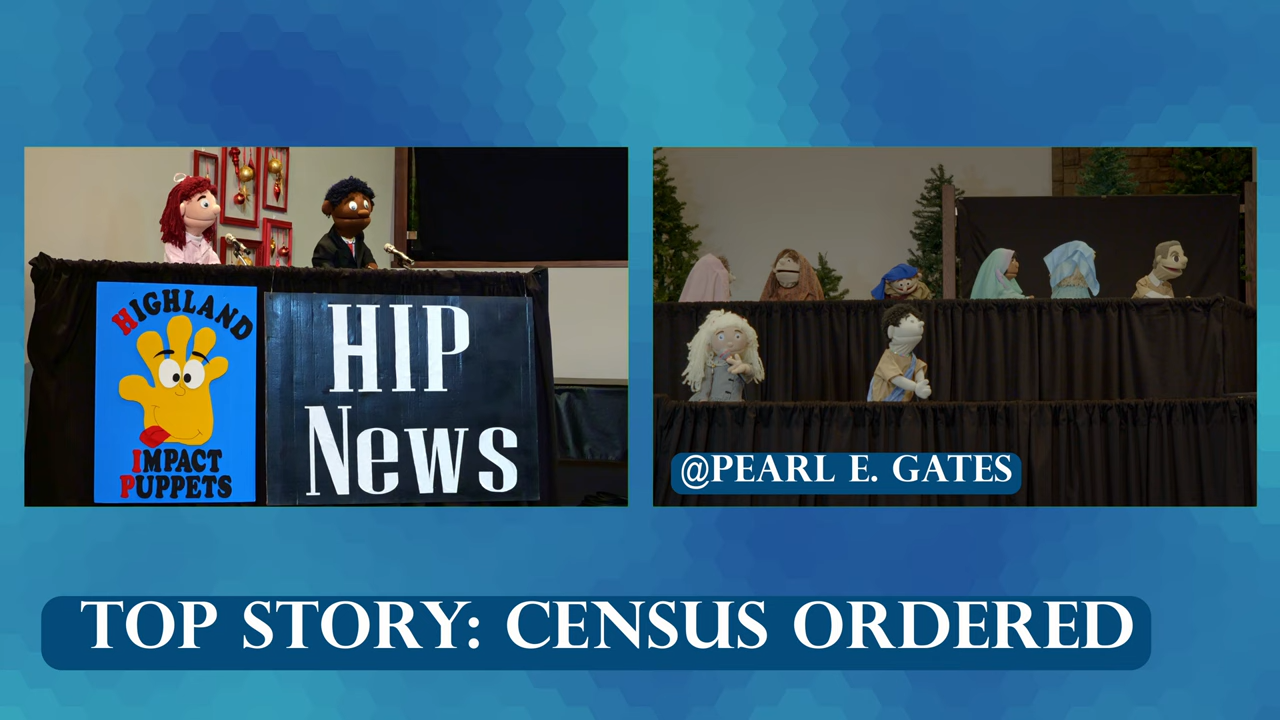 HIGHLAND
IMPACT
PUPPETS
HIP
News
@PEARL E. GATES
TOP STORY: CENSUS ORDERED